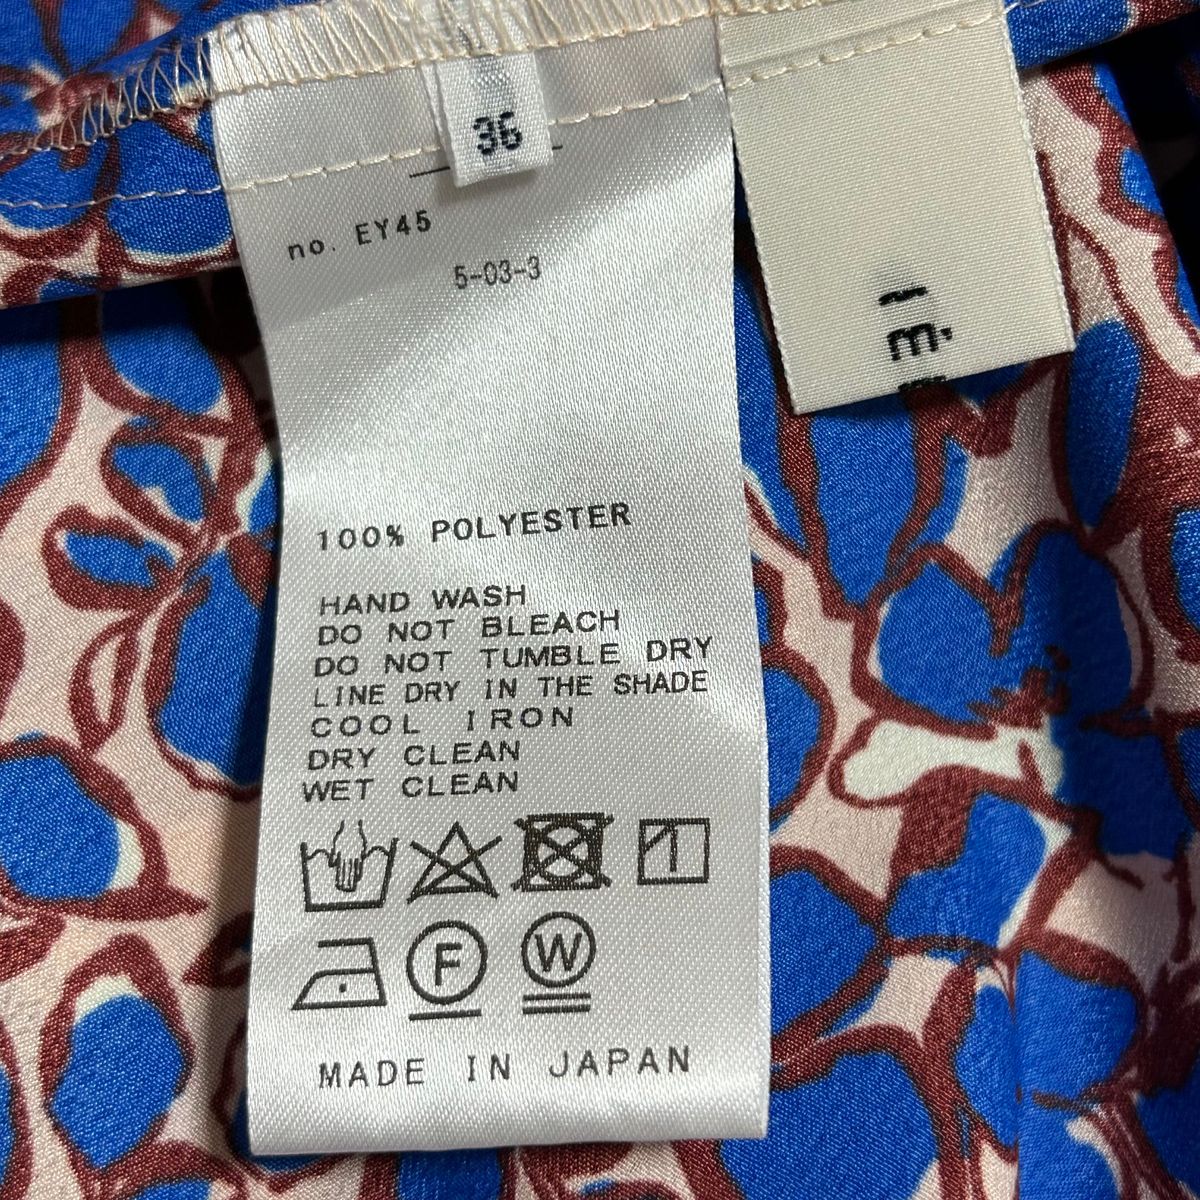 36
no. EY45
5-03-3
100% POLYESTER
HAND WASH
DO NOT BLEACH
DO NOT TUMBLE DRY
LINE DRY IN THE SHADE
COOL IRON
DRY CLEAN
WET CLEAN
F
W
MADE IN JAPAN